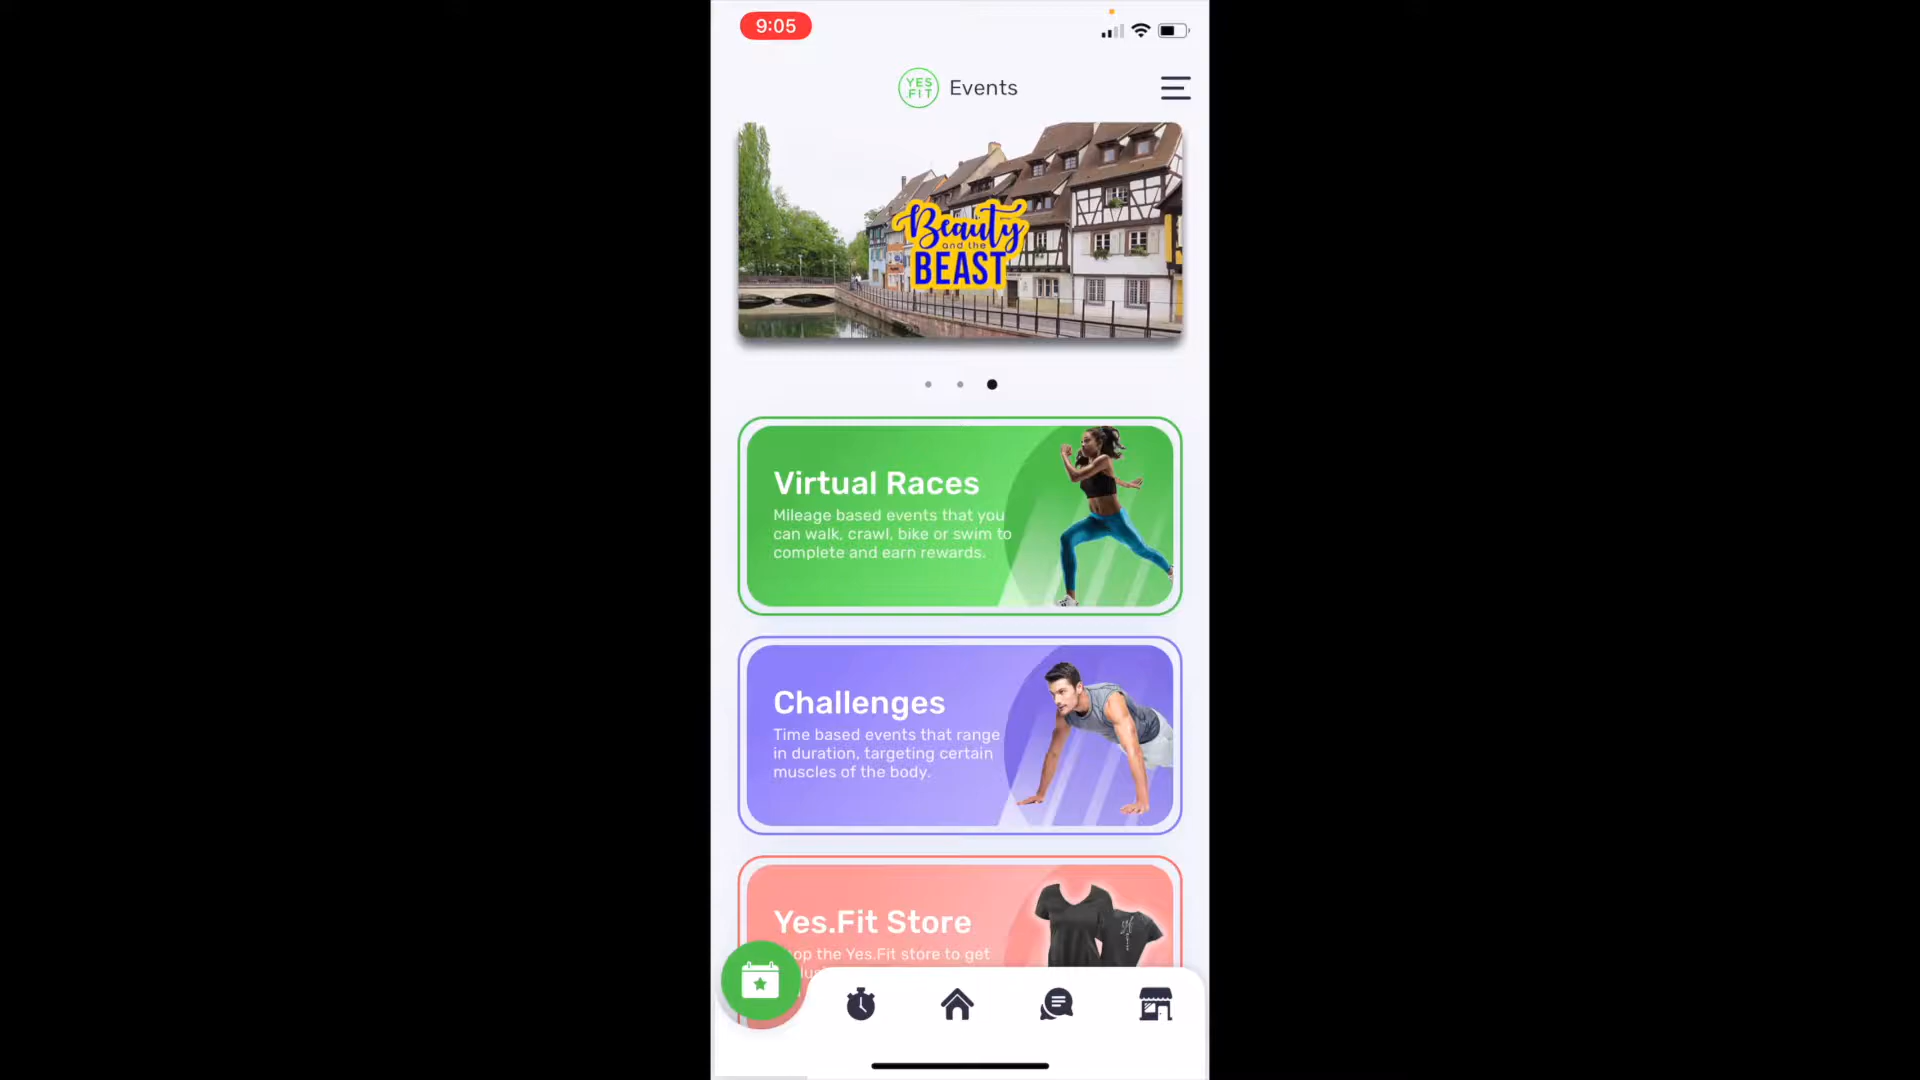 9:05
YES
.FIT
Events
Beauty
and the
BEAST
Virtual Races
Mileage based events that you
can walk, crawl, bike or swim to
complete and earn rewards.
Challenges
Time based events that range
in duration, targeting certain
muscles of the body.
Yes.Fit Store
the Yes.Fit store to get